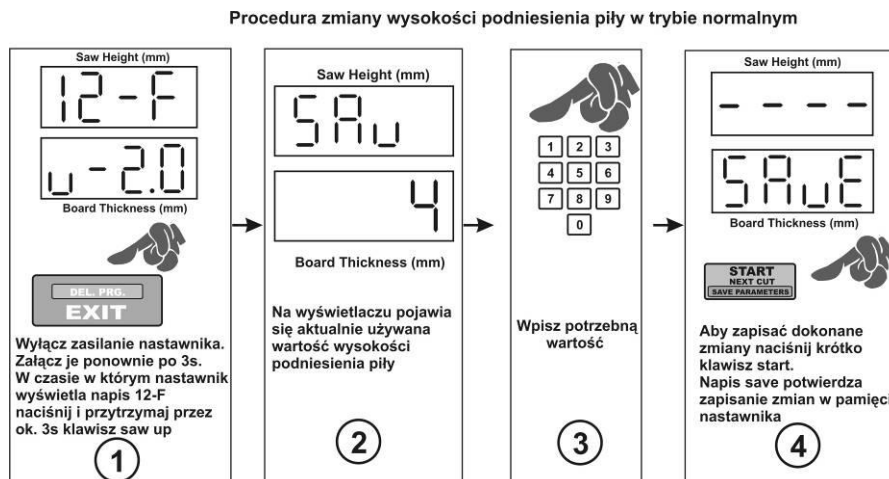 Procedura zmiany wysokości podniesienia piły w trybie normalnym
Saw Height (mm)
12-F
u-2.0
Board Thickness (mm)
DEL. PRG.
EXIT
Wyłącz zasilanie nastawnika.
Załącz je ponownie po 3s.
W czasie w którym nastawnik
wyświetla napis 12-F
naciśnij i przytrzymaj przez
ok. 3s klawisz saw up
1
Saw Height (mm)
SAu
4
Board Thickness (mm)
Na wyświetlaczu pojawia
się aktualnie używana
wartość wysokości
podniesienia piły
2
1 2 3
4 5 6
7 8 9
0
Wpisz potrzebną
wartość
3
Saw Height (mm)
- - - -
SAuE
Board Thickness (mm)
START
NEXT CUT
SAVE PARAMETERS
Aby zapisać dokonane
zmiany naciśnij krótko
klawisz start.
Napis save potwierdza
zapisanie zmian w pamięci
nastawnika
4